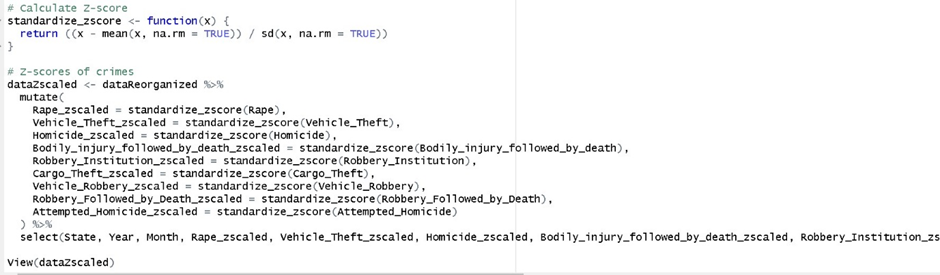 # Calculate Z-score
standardize_zscore <- function(x) {
  return ((x - mean(x, na.rm = TRUE)) / sd(x, na.rm = TRUE))
}

# Z-scores of crimes
dataZscaled <- dataReorganized %>%
  mutate(
    Rape_zscaled = standardize_zscore(Rape),
    Vehicle_Theft_zscaled = standardize_zscore(Vehicle_Theft),
    Homicide_zscaled = standardize_zscore(Homicide),
    Bodily_injury_followed_by_death_zscaled = standardize_zscore(Bodily_injury_followed_by_death),
    Robbery_Institution_zscaled = standardize_zscore(Robbery_Institution),
    Cargo_Theft_zscaled = standardize_zscore(Cargo_Theft),
    Vehicle_Robbery_zscaled = standardize_zscore(Vehicle_Robbery),
    Robbery_Followed_by_Death_zscaled = standardize_zscore(Robbery_Followed_by_Death),
    Attempted_Homicide_zscaled = standardize_zscore(Attempted_Homicide)
  ) %>%
  select(State, Year, Month, Rape_zscaled, Vehicle_Theft_zscaled, Homicide_zscaled, Bodily_injury_followed_by_death_zscaled, Robbery_Institution_zs

View(dataZscaled)